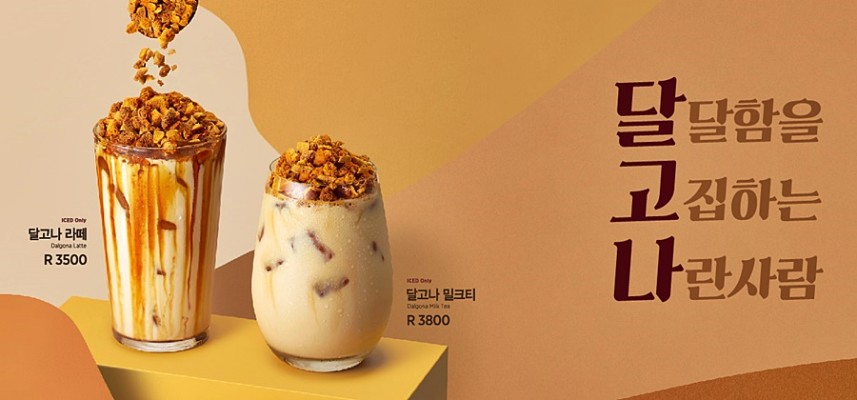 ICED Only
달고나 라떼
Dalgona Latte
R 3500
ICED Only
달고나 밀크티
Dalgona Milk Tea
R 3800
달달함을
고집하는
나란사람